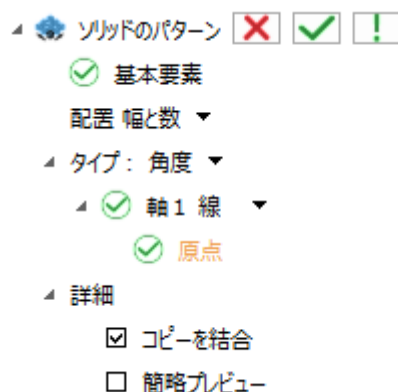 ソリッドのパターン
基本要素
配置 幅と数
タイプ: 角度
軸1 線
原点
詳細
コピーを結合
簡略プレビュー